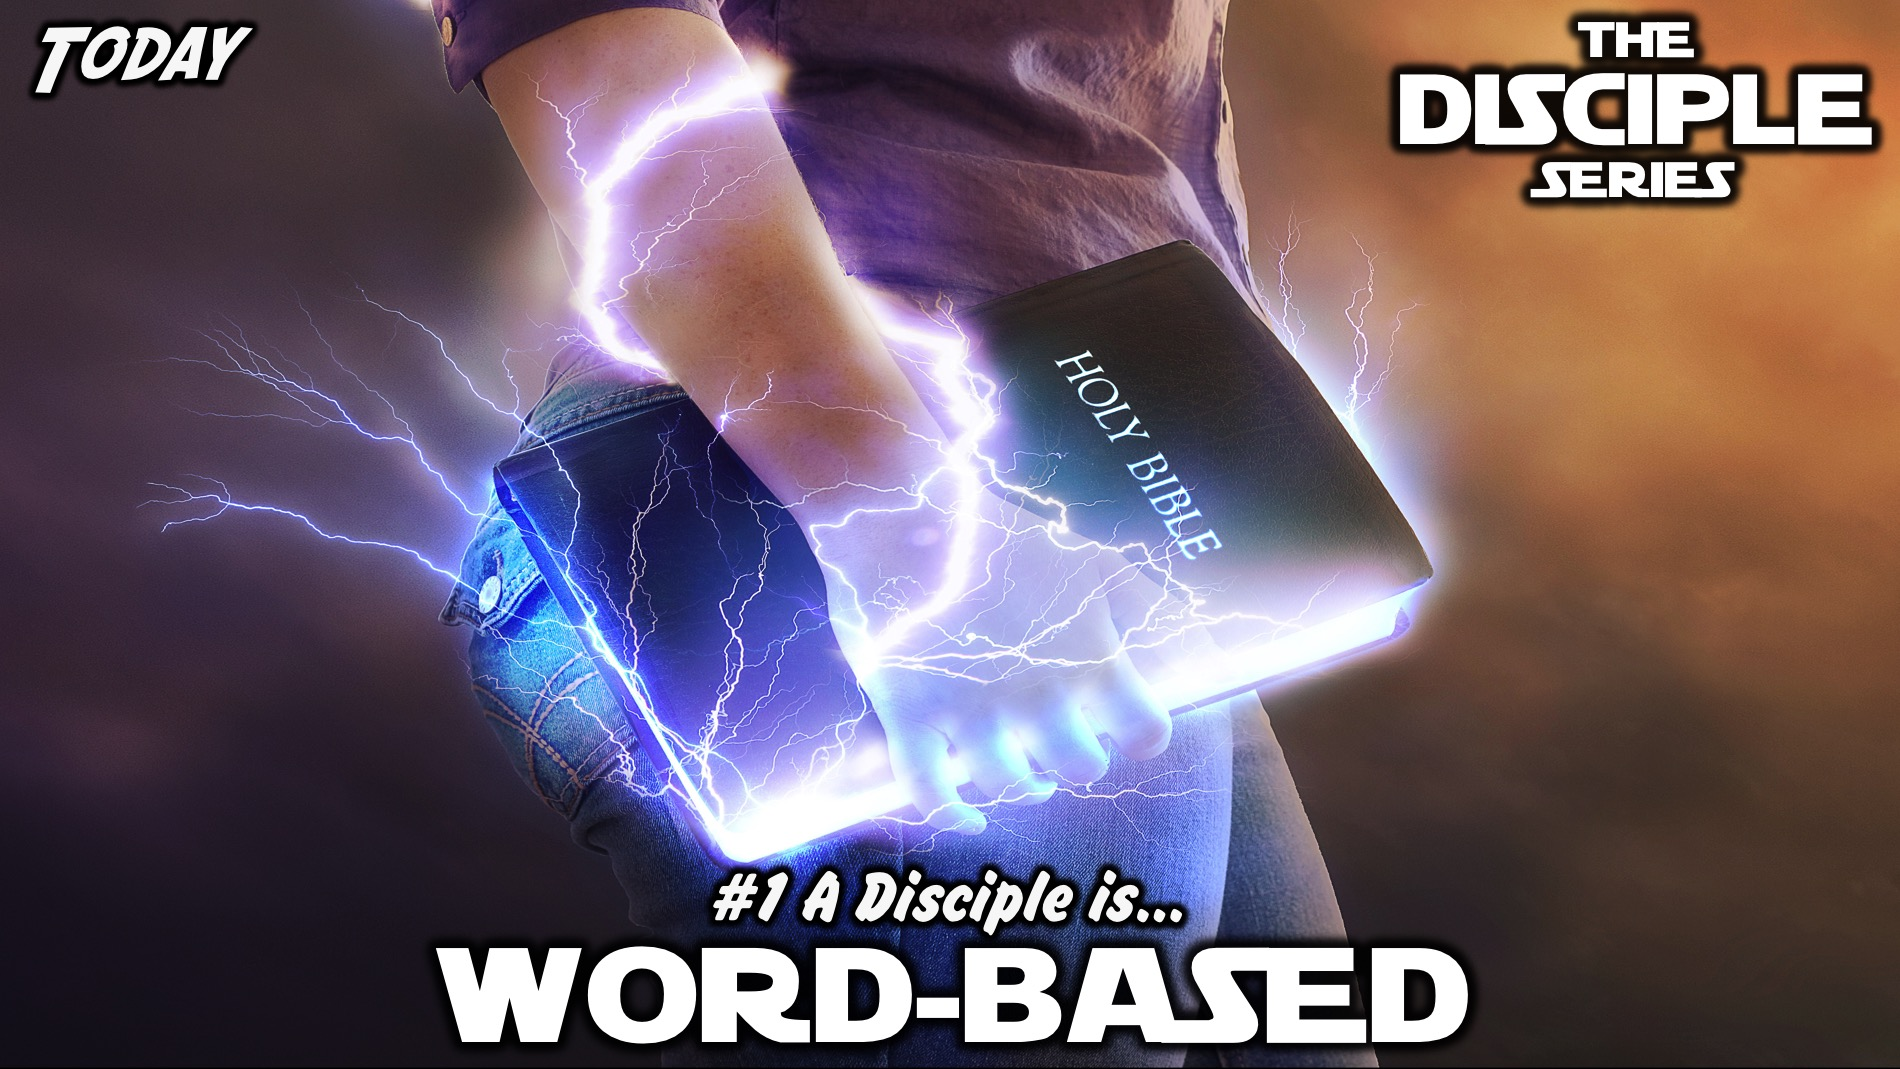 TODAY
THE
DISCIPLE
SERIES
HOLY BIBLE
#1 A Disciple is...
WORD-BASED